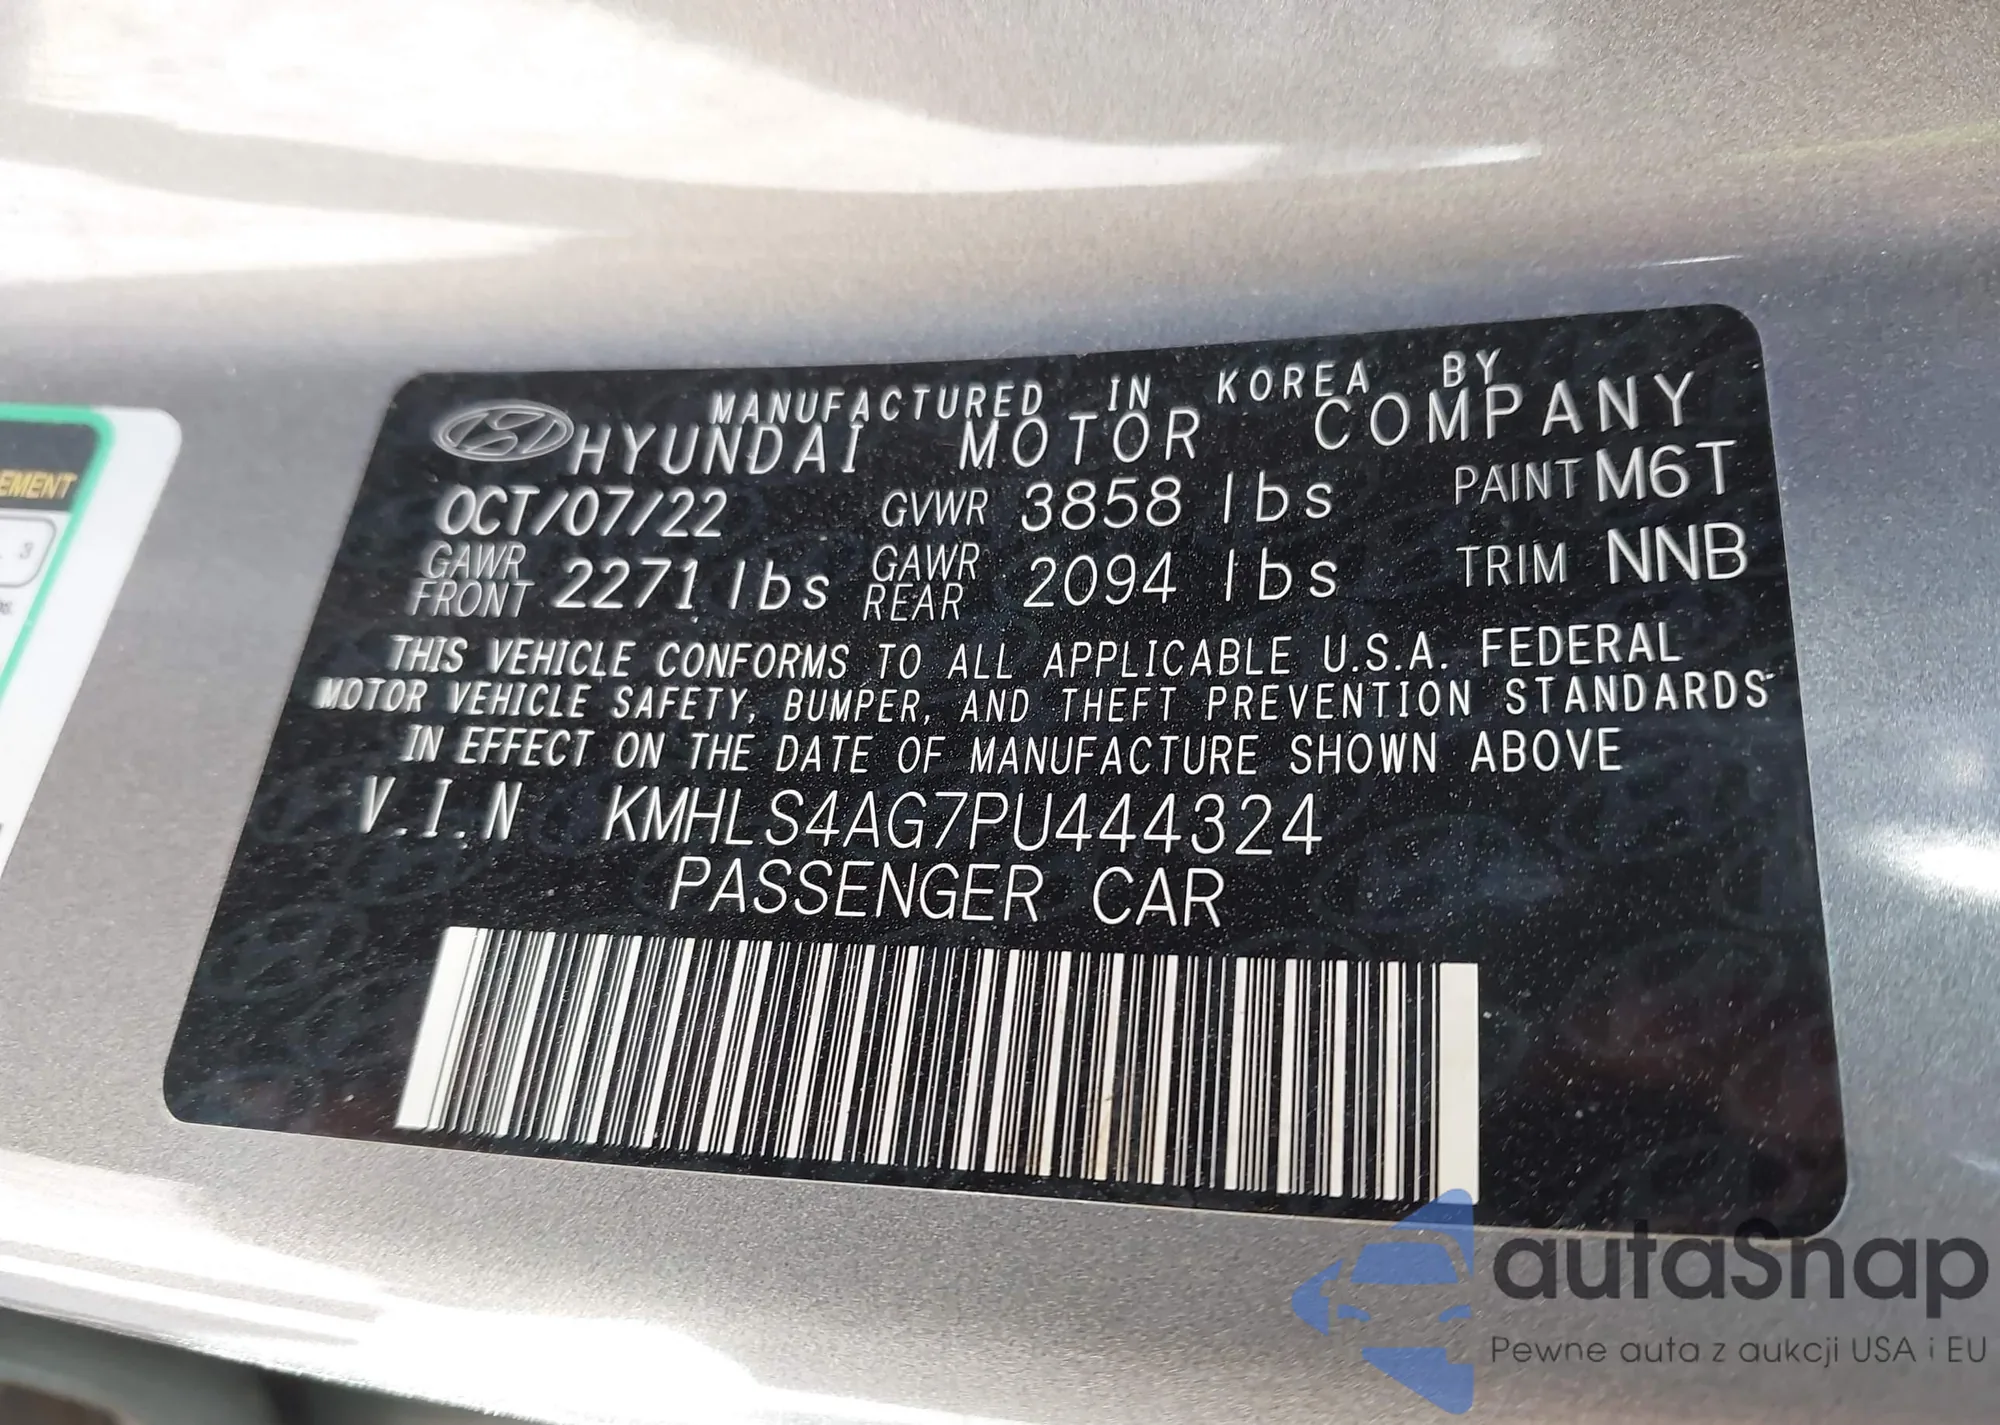 EMENT
3
MANUFACTURED IN KOREA BY
HYUNDAI MOTOR COMPANY
OCT/07/22 GVWR 3858 lbs PAINT M6T
GAWR FRONT 2271 lbs GAWR REAR 2094 lbs TRIM NNB
THIS VEHICLE CONFORMS TO ALL APPLICABLE U.S.A. FEDERAL
MOTOR VEHICLE SAFETY, BUMPER, AND THEFT PREVENTION STANDARDS
IN EFFECT ON THE DATE OF MANUFACTURE SHOWN ABOVE
V.I.N KMHLS4AG7PU444324
PASSENGER CAR
autaSnap
Pewne auta z aukcji USA i EU